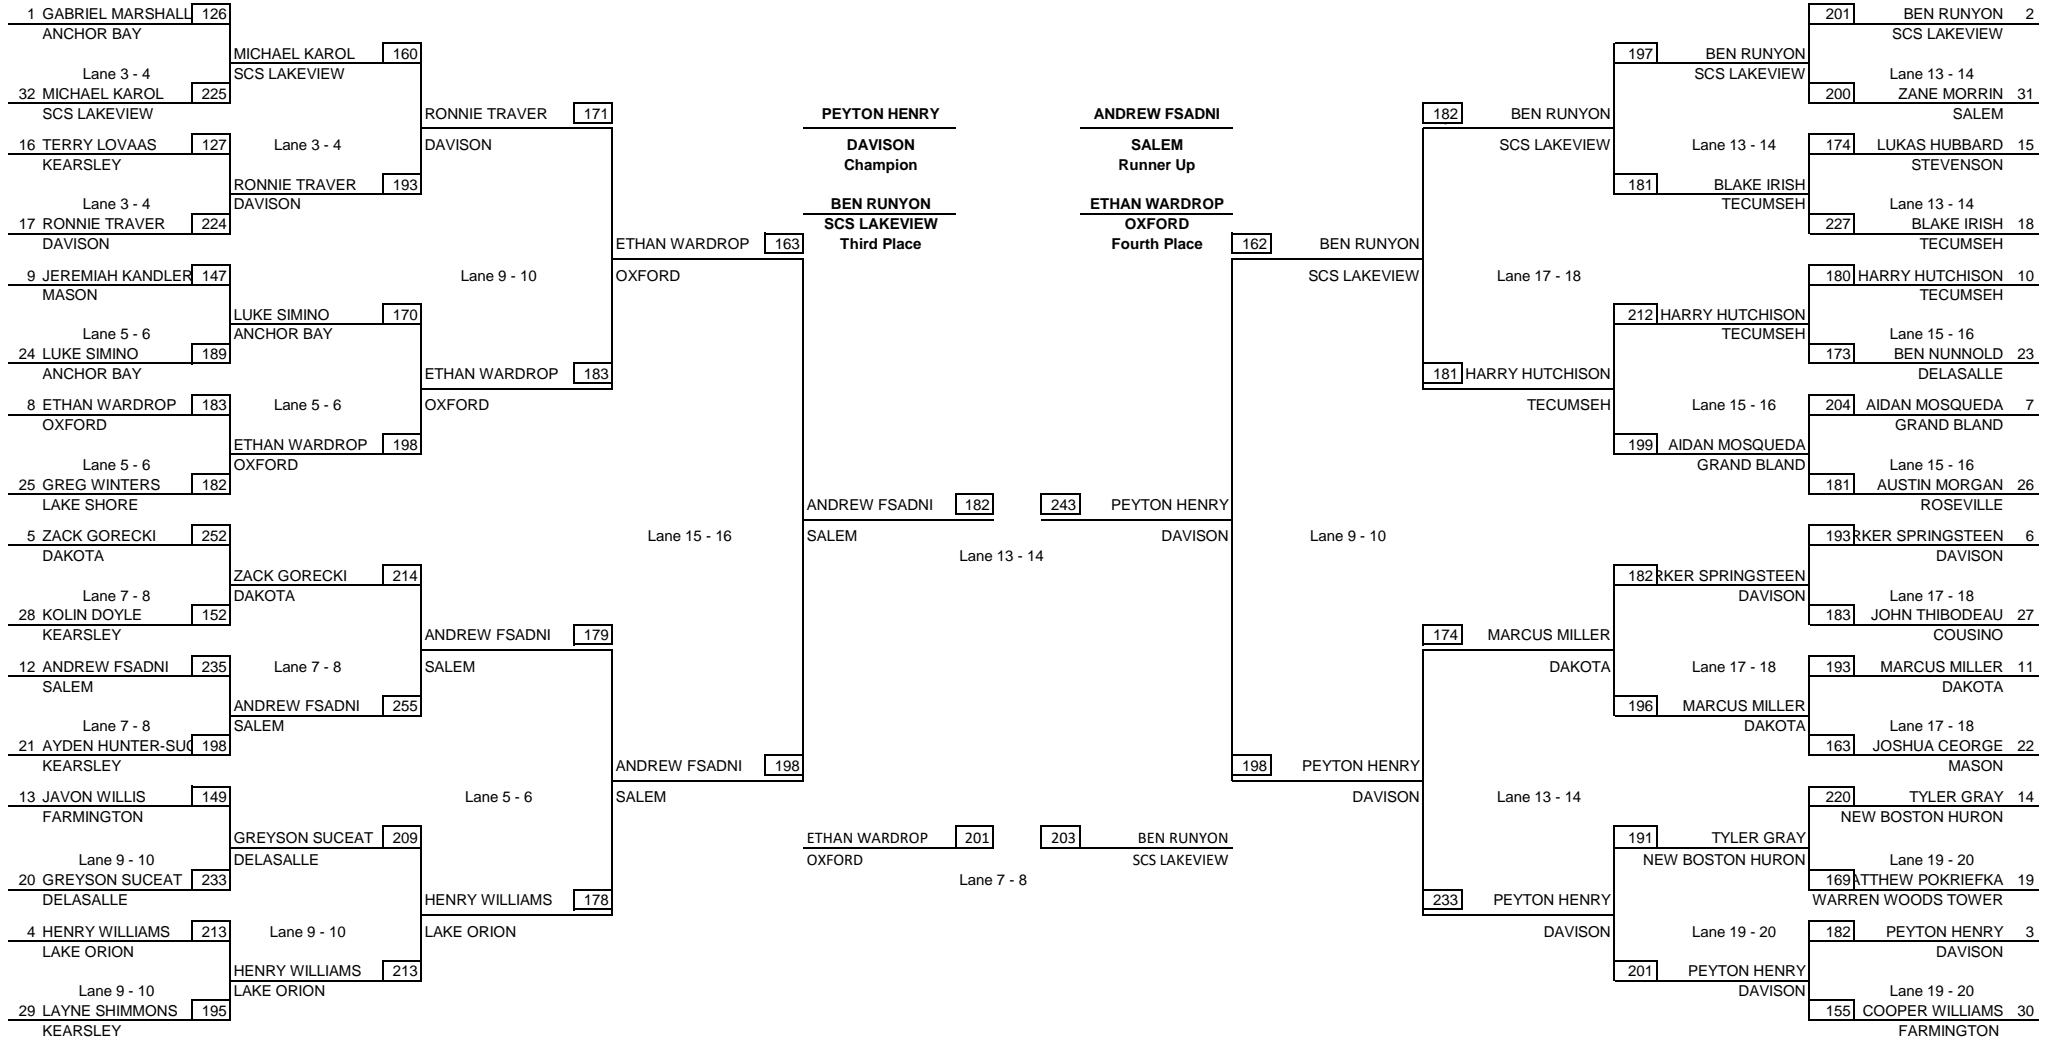 1 GABRIEL MARSHALL 126
ANCHOR BAY
Lane 3 - 4
32 MICHAEL KAROL 225
SCS LAKEVIEW
16 TERRY LOVAAS 127
KEARSLEY
Lane 3 - 4
17 RONNIE TRAVER 224
DAVISON
9 JEREMIAH KANDLER 147
MASON
Lane 5 - 6
24 LUKE SIMINO 189
ANCHOR BAY
8 ETHAN WARDROP 183
OXFORD
Lane 5 - 6
25 GREG WINTERS 182
LAKE SHORE
5 ZACK GORECKI 252
DAKOTA
Lane 7 - 8
28 KOLIN DOYLE 152
KEARSLEY
12 ANDREW FSADNI 235
SALEM
Lane 7 - 8
21 AYDEN HUNTER-SUC 198
KEARSLEY
13 JAVON WILLIS 149
FARMINGTON
Lane 9 - 10
20 GREYSON SUCEAT 233
DELASALLE
4 HENRY WILLIAMS 213
LAKE ORION
Lane 9 - 10
29 LAYNE SHIMMONS 195
KEARSLEY
MICHAEL KAROL 160
SCS LAKEVIEW
Lane 3 - 4
RONNIE TRAVER 193
DAVISON
LUKE SIMINO 170
ANCHOR BAY
Lane 5 - 6
ETHAN WARDROP 198
OXFORD
ZACK GORECKI 214
DAKOTA
Lane 7 - 8
ANDREW FSADNI 255
SALEM
GREYSON SUCEAT 209
DELASALLE
Lane 9 - 10
HENRY WILLIAMS 213
LAKE ORION
RONNIE TRAVER 171
DAVISON
Lane 9 - 10
ETHAN WARDROP 183
OXFORD
ANDREW FSADNI 179
SALEM
Lane 5 - 6
HENRY WILLIAMS 178
LAKE ORION
ETHAN WARDROP 163
OXFORD
Lane 15 - 16
ANDREW FSADNI 198
SALEM
PEYTON HENRY
DAVISON
Champion
ANDREW FSADNI
SALEM
Runner Up
BEN RUNYON
SCS LAKEVIEW
Third Place
ETHAN WARDROP
OXFORD
Fourth Place
ANDREW FSADNI 182
SALEM
243 PEYTON HENRY
DAVISON
Lane 13 - 14
ETHAN WARDROP 201
OXFORD
203 BEN RUNYON
SCS LAKEVIEW
Lane 7 - 8
162 BEN RUNYON
SCS LAKEVIEW
Lane 9 - 10
198 PEYTON HENRY
DAVISON
182 BEN RUNYON
SCS LAKEVIEW
Lane 17 - 18
181 HARRY HUTCHISON
TECUMSEH
174 MARCUS MILLER
DAKOTA
Lane 13 - 14
233 PEYTON HENRY
DAVISON
197 BEN RUNYON
SCS LAKEVIEW
Lane 13 - 14
181 BLAKE IRISH
TECUMSEH
212 HARRY HUTCHISON
TECUMSEH
Lane 15 - 16
199 AIDAN MOSQUEDA
GRAND BLAND
182 RKER SPRINGSTEEN
DAVISON
Lane 17 - 18
196 MARCUS MILLER
DAKOTA
191 TYLER GRAY
NEW BOSTON HURON
Lane 19 - 20
201 PEYTON HENRY
DAVISON
201 BEN RUNYON 2
SCS LAKEVIEW
Lane 13 - 14
200 ZANE MORRIN 31
SALEM
174 LUKAS HUBBARD 15
STEVENSON
Lane 13 - 14
227 BLAKE IRISH 18
TECUMSEH
180 HARRY HUTCHISON 10
TECUMSEH
Lane 15 - 16
173 BEN NUNNOLD 23
DELASALLE
204 AIDAN MOSQUEDA 7
GRAND BLAND
Lane 15 - 16
181 AUSTIN MORGAN 26
ROSEVILLE
193 RKER SPRINGSTEEN 6
DAVISON
Lane 17 - 18
183 JOHN THIBODEAU 27
COUSINO
193 MARCUS MILLER 11
DAKOTA
Lane 17 - 18
163 JOSHUA CEORGE 22
MASON
220 TYLER GRAY 14
NEW BOSTON HURON
Lane 19 - 20
169 ATTHEW POKRIEFKA 19
WARREN WOODS TOWER
182 PEYTON HENRY 3
DAVISON
Lane 19 - 20
155 COOPER WILLIAMS 30
FARMINGTON